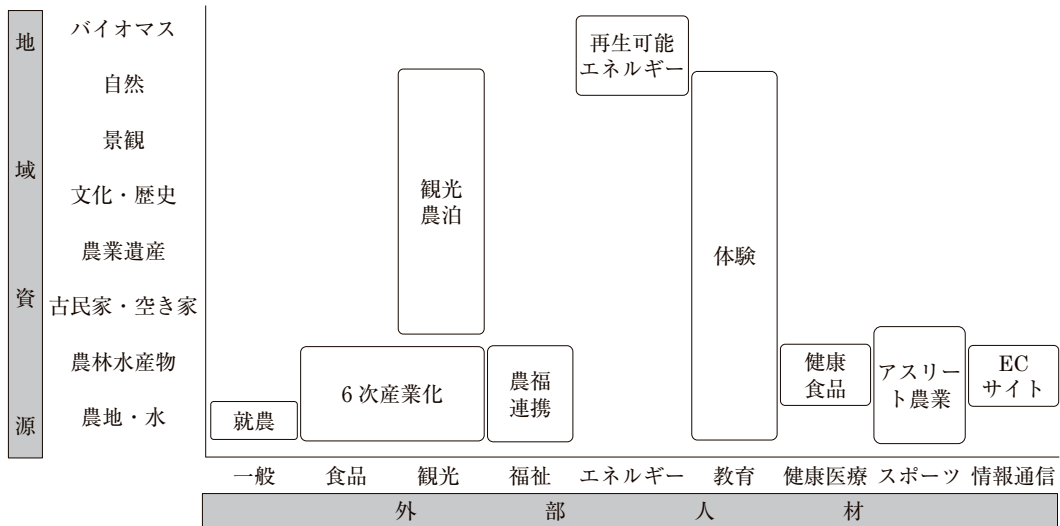 地域資源
バイオマス
自然
景観
文化・歴史
農業遺産
古民家・空き家
農林水産物
農地・水
再生可能
エネルギー
観光
農泊
体験
就農
6次産業化
農福
連携
健康
食品
アスリー
ト農業
EC
サイト
一般 食品 観光 福祉 エネルギー 教育 健康医療 スポーツ 情報通信
外部人材